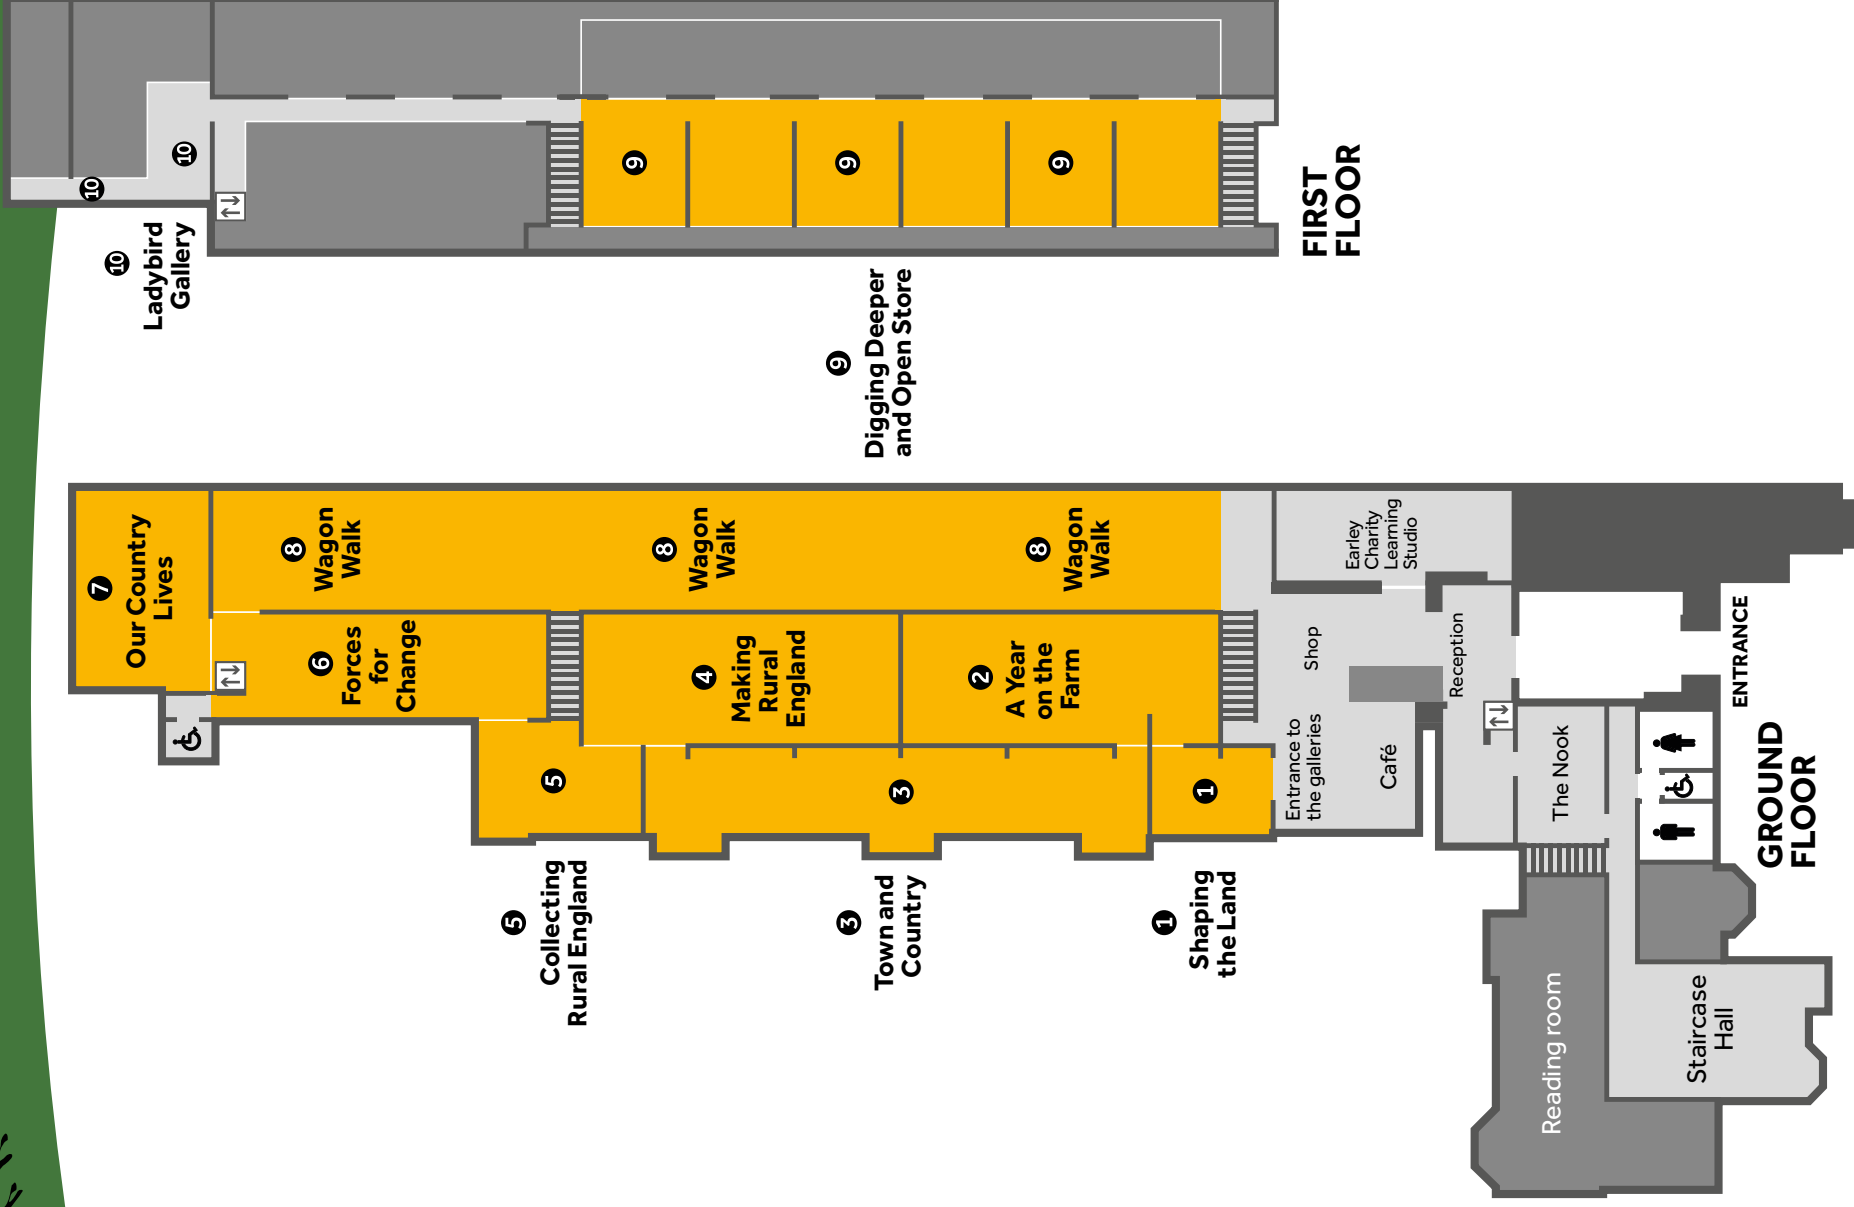 10
10
10
Ladybird
Gallery
9
9
9
9
Digging Deeper
and Open Store
FIRST
FLOOR
7
Our Country
Lives
8
Wagon
Walk
8
Wagon
Walk
8
Wagon
Walk
6
Forces
for
Change
4
Making
Rural
England
2
A Year
on the
Farm
5
3
1
5
Collecting
Rural England
3
Town and
Country
1
Shaping
the Land
Entrance to
the galleries
Shop
Café
Earley
Charity
Learning
Studio
Reception
The Nook
ENTRANCE
GROUND
FLOOR
Reading room
Staircase
Hall